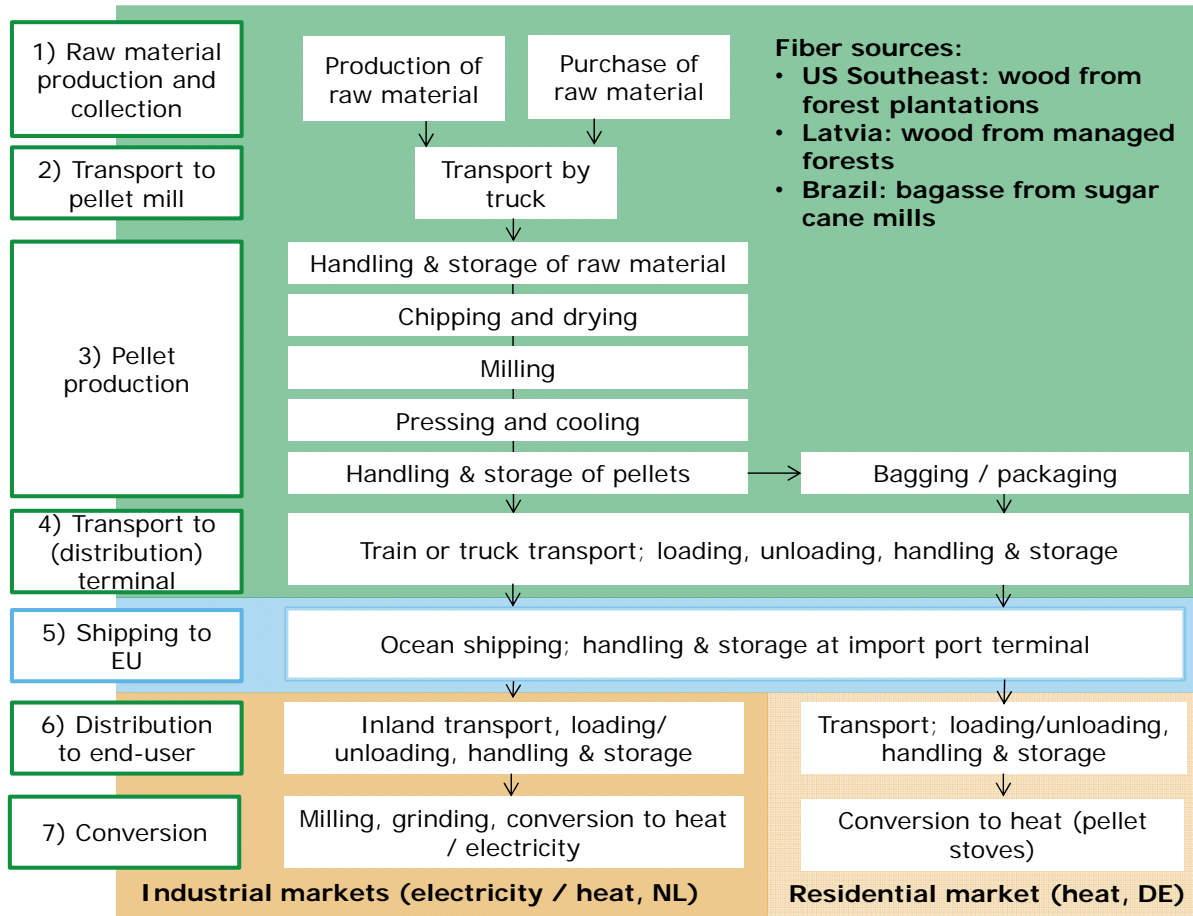 1) Raw material
production and
collection
Production of
raw material
Purchase of
raw material
Fiber sources:
• US Southeast: wood from
forest plantations
• Latvia: wood from managed
forests
• Brazil: bagasse from sugar
cane mills
2) Transport to
pellet mill
Transport by
truck
3) Pellet
production
Handling & storage of raw material
Chipping and drying
Milling
Pressing and cooling
Handling & storage of pellets
Bagging / packaging
4) Transport to
(distribution)
terminal
Train or truck transport; loading, unloading, handling & storage
5) Shipping to
EU
Ocean shipping; handling & storage at import port terminal
6) Distribution
to end-user
Inland transport, loading/
unloading, handling & storage
Transport; loading/unloading,
handling & storage
7) Conversion
Milling, grinding, conversion to heat
/ electricity
Conversion to heat (pellet
stoves)
Industrial markets (electricity / heat, NL)
Residential market (heat, DE)